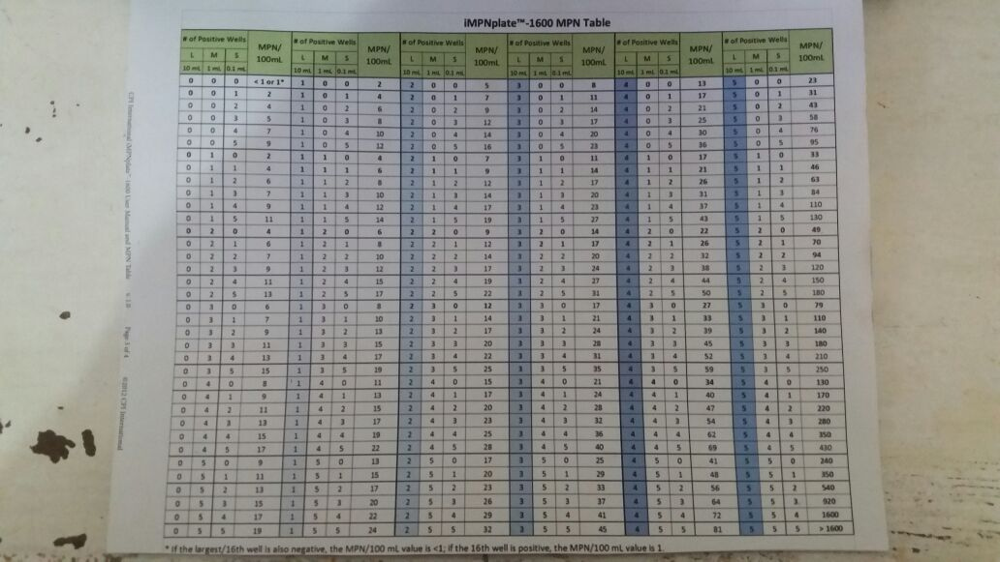 iMPNplate™-1600 MPN Table
# of Positive Wells MPN/ 100mL # of Positive Wells MPN/ 100mL # of Positive Wells MPN/ 100mL # of Positive Wells MPN/ 100mL # of Positive Wells MPN/ 100mL # of Positive Wells MPN/ 100mL
L M S L M S L M S L M S L M S L M S
10 mL 1 mL 0.1 mL 10 mL 1 mL 0.1 mL 10 mL 1 mL 0.1 mL 10 mL 1 mL 0.1 mL 10 mL 1 mL 0.1 mL 10 mL 1 mL 0.1 mL
0 0 0 < 1 or 1* 1 0 0 2 2 0 0 5 3 0 0 8 4 0 0 13 5 0 0 23
0 0 1 2 1 0 1 4 2 0 1 7 3 0 1 11 4 0 1 17 5 0 1 31
0 0 2 4 1 0 2 6 2 0 2 9 3 0 2 14 4 0 2 21 5 0 2 43
0 0 3 5 1 0 3 8 2 0 3 12 3 0 3 17 4 0 3 25 5 0 3 58
0 0 4 7 1 0 4 10 2 0 4 14 3 0 4 20 4 0 4 30 5 0 4 76
0 0 5 9 1 0 5 12 2 0 5 16 3 0 5 23 4 0 5 36 5 0 5 95
0 1 0 2 1 1 0 4 2 1 0 7 3 1 0 11 4 1 0 17 5 1 0 33
0 1 1 4 1 1 1 6 2 1 1 9 3 1 1 14 4 1 1 21 5 1 1 46
0 1 2 6 1 1 2 8 2 1 2 12 3 1 2 17 4 1 2 26 5 1 2 63
0 1 3 7 1 1 3 10 2 1 3 14 3 1 3 20 4 1 3 31 5 1 3 84
0 1 4 9 1 1 4 12 2 1 4 17 3 1 4 23 4 1 4 37 5 1 4 110
0 1 5 11 1 1 5 14 2 1 5 19 3 1 5 27 4 1 5 43 5 1 5 130
0 2 0 4 1 2 0 6 2 2 0 9 3 2 0 14 4 2 0 22 5 2 0 49
0 2 1 6 1 2 1 8 2 2 1 12 3 2 1 17 4 2 1 26 5 2 1 70
0 2 2 7 1 2 2 10 2 2 2 14 3 2 2 20 4 2 2 32 5 2 2 94
0 2 3 9 1 2 3 12 2 2 3 17 3 2 3 24 4 2 3 38 5 2 3 120
0 2 4 11 1 2 4 15 2 2 4 19 3 2 4 27 4 2 4 44 5 2 4 150
0 2 5 13 1 2 5 17 2 2 5 22 3 2 5 31 4 2 5 50 5 2 5 180
0 3 0 6 1 3 0 8 2 3 0 12 3 3 0 17 4 3 0 27 5 3 0 79
0 3 1 7 1 3 1 10 2 3 1 14 3 3 1 21 4 3 1 33 5 3 1 110
0 3 2 9 1 3 2 13 2 3 2 17 3 3 2 24 4 3 2 39 5 3 2 140
0 3 3 11 1 3 3 15 2 3 3 20 3 3 3 28 4 3 3 45 5 3 3 180
0 3 4 13 1 3 4 17 2 3 4 22 3 3 4 31 4 3 4 52 5 3 4 210
0 3 5 15 1 3 5 19 2 3 5 25 3 3 5 35 4 3 5 59 5 3 5 250
0 4 0 8 1 4 0 11 2 4 0 15 3 4 0 21 4 4 0 34 5 4 0 130
0 4 1 9 1 4 1 13 2 4 1 17 3 4 1 24 4 4 1 40 5 4 1 170
0 4 2 11 1 4 2 15 2 4 2 20 3 4 2 28 4 4 2 47 5 4 2 220
0 4 3 13 1 4 3 17 2 4 3 23 3 4 3 32 4 4 3 54 5 4 3 280
0 4 4 15 1 4 4 19 2 4 4 25 3 4 4 36 4 4 4 62 5 4 4 350
0 4 5 17 1 4 5 22 2 4 5 28 3 4 5 40 4 4 5 69 5 4 5 430
0 5 0 9 1 5 0 13 2 5 0 17 3 5 0 25 4 5 0 41 5 5 0 240
0 5 1 11 1 5 1 15 2 5 1 20 3 5 1 29 4 5 1 48 5 5 1 350
0 5 2 13 1 5 2 17 2 5 2 23 3 5 2 33 4 5 2 56 5 5 2 540
0 5 3 15 1 5 3 20 2 5 3 26 3 5 3 37 4 5 3 64 5 5 3 920
0 5 4 17 1 5 4 22 2 5 4 29 3 5 4 41 4 5 4 72 5 5 4 1600
0 5 5 19 1 5 5 24 2 5 5 32 3 5 5 45 4 5 5 81 5 5 5 > 1600
* If the largest/16th well is also negative, the MPN/100 mL value is <1; if the 16th well is positive, the MPN/100 mL value is 1.
CPI International iMPNplate™ 1600 User Manual and MPN Table v 1.0 Page 3 of 4 ©2012 CPI International